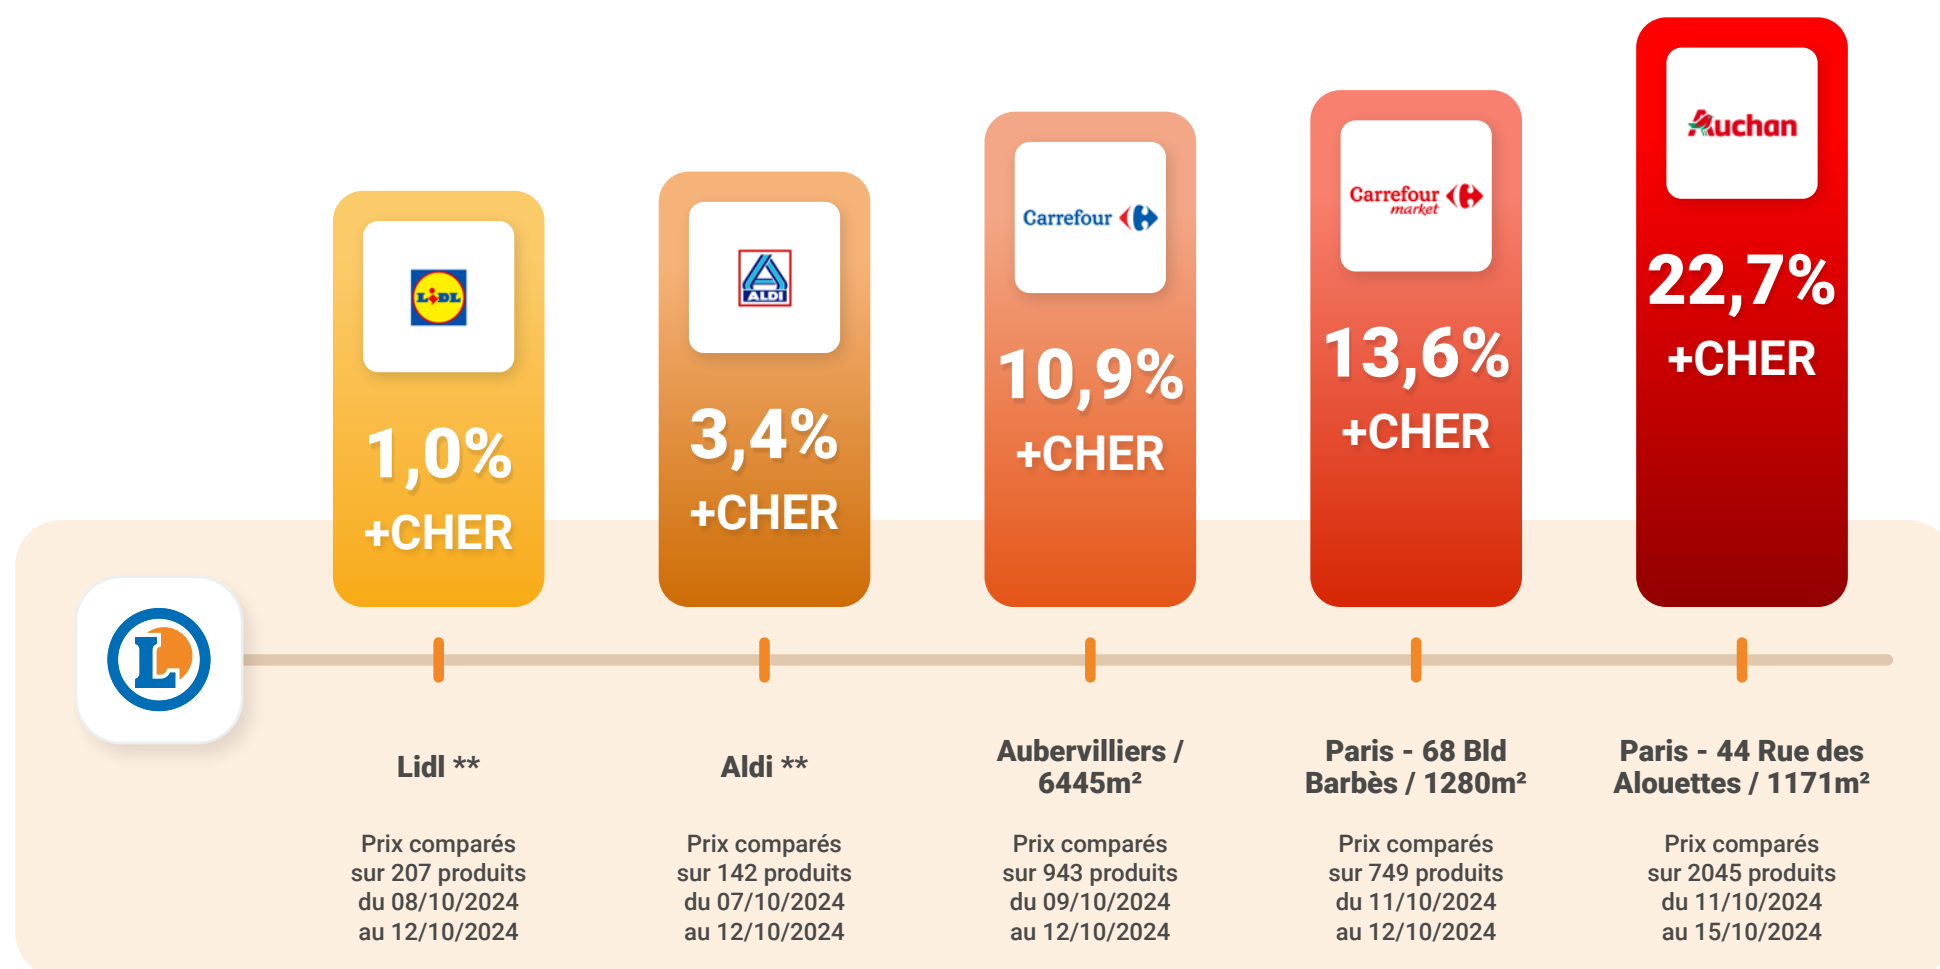 LIDL
1,0%
+CHER
ALDI
3,4%
+CHER
Carrefour
10,9%
+CHER
Carrefour
market
13,6%
+CHER
Auchan
22,7%
+CHER
L
Lidl **
Prix comparés
sur 207 produits
du 08/10/2024
au 12/10/2024
Aldi **
Prix comparés
sur 142 produits
du 07/10/2024
au 12/10/2024
Aubervilliers /
6445m²
Prix comparés
sur 943 produits
du 09/10/2024
au 12/10/2024
Paris - 68 Bld
Barbès / 1280m²
Prix comparés
sur 749 produits
du 11/10/2024
au 12/10/2024
Paris - 44 Rue des
Alouettes / 1171m²
Prix comparés
sur 2045 produits
du 11/10/2024
au 15/10/2024